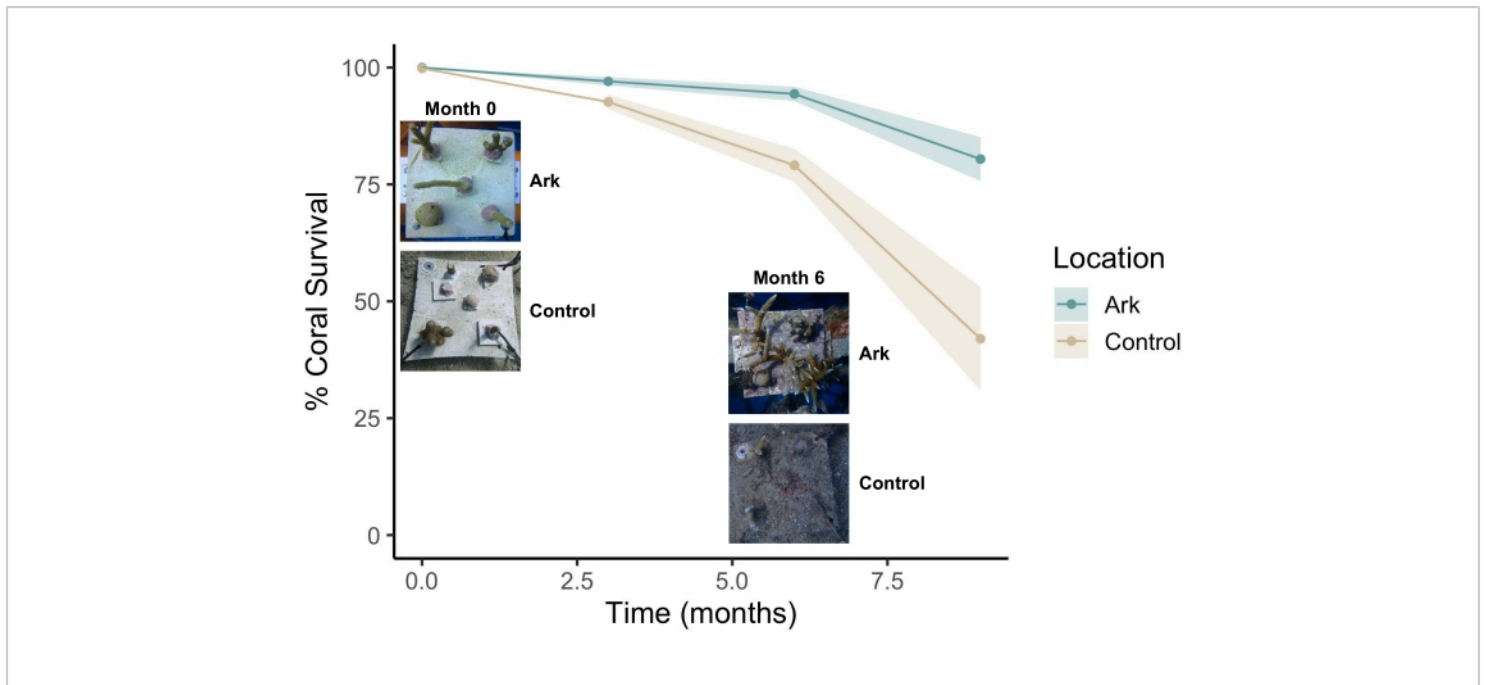 100
75
50
25
0
% Coral Survival
Month 0
Ark
Control
Month 6
Ark
Control
0.0
2.5
5.0
7.5
Time (months)
Location
Ark
Control